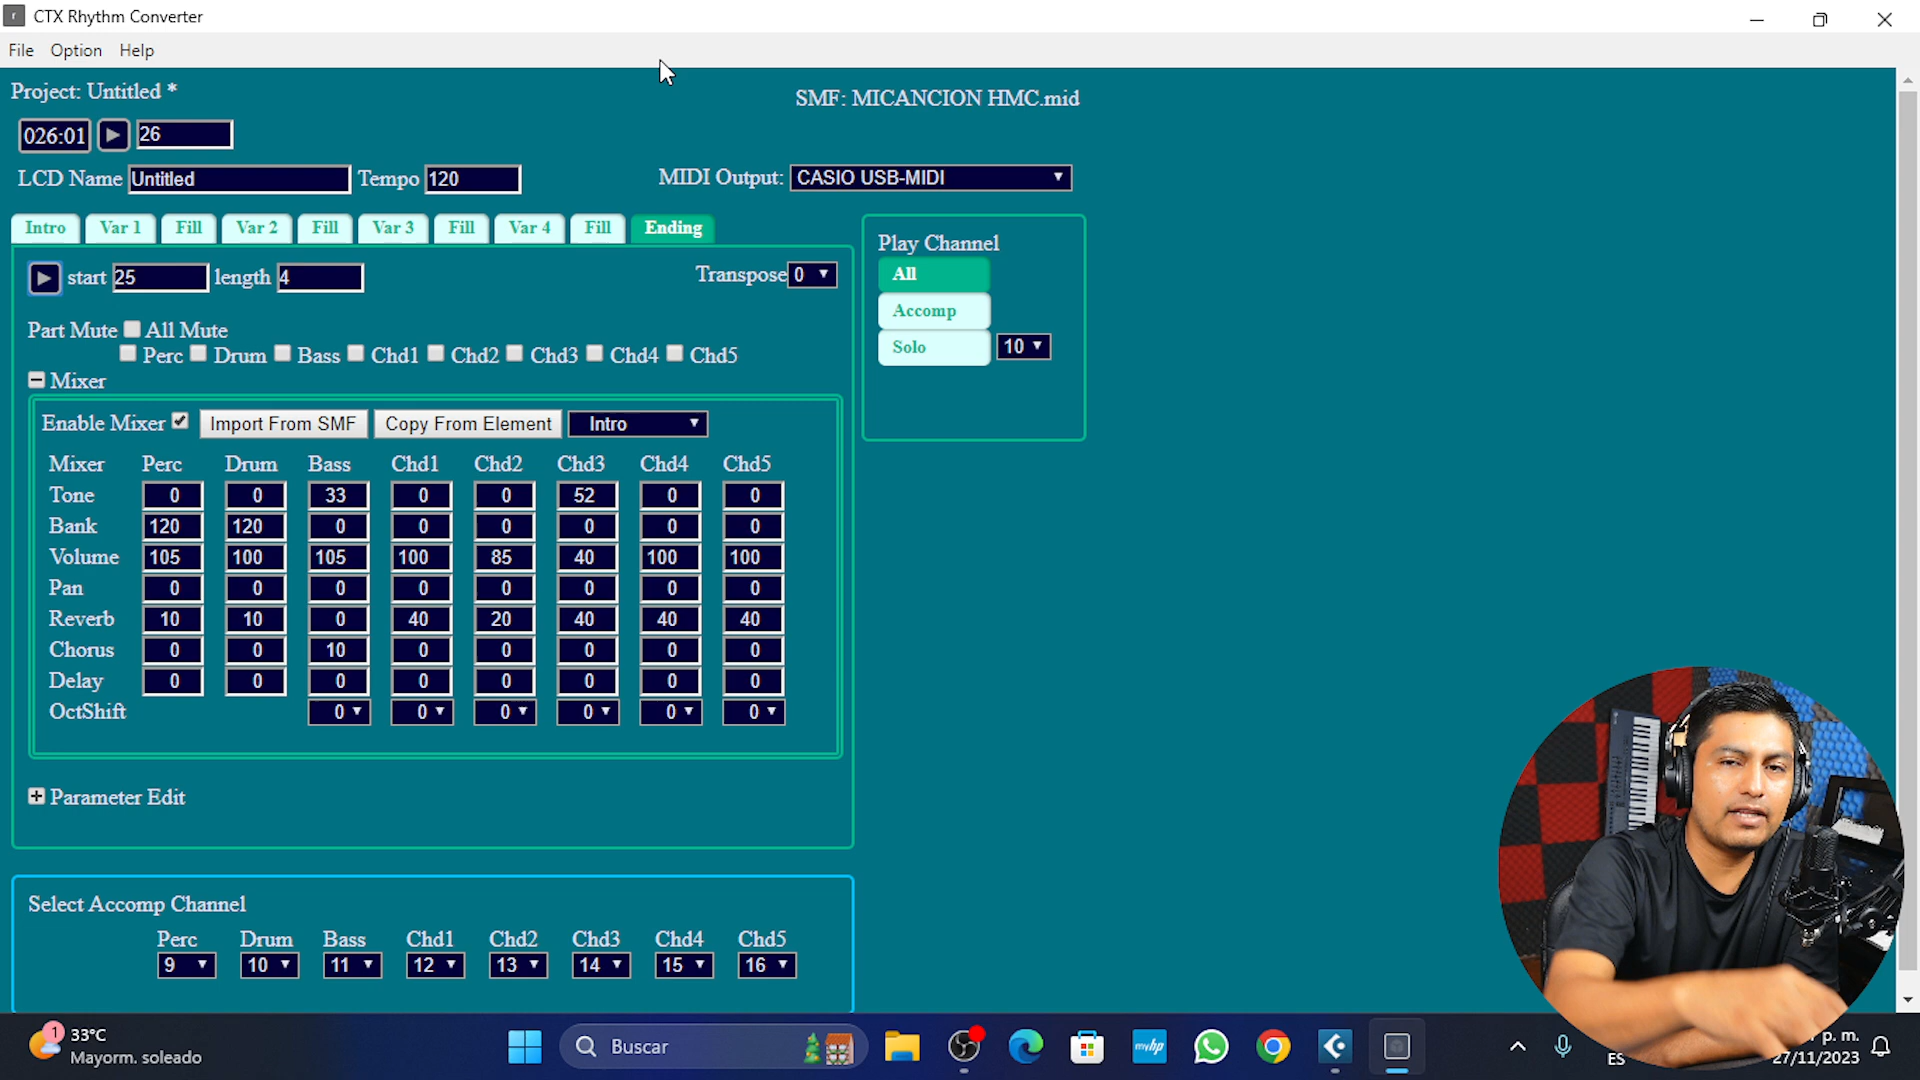 CTX Rhythm Converter
File Option Help
Project: Untitled *
SMF: MICANCION HMC.mid
026:01 26
LCD Name Untitled Tempo 120
MIDI Output: CASIO USB-MIDI
Intro Var 1 Fill Var 2 Fill Var 3 Fill Var 4 Fill Ending
start 25 length 4 Transpose 0
Part Mute All Mute
Perc Drum Bass Chd1 Chd2 Chd3 Chd4 Chd5
Mixer
Enable Mixer Import From SMF Copy From Element Intro
Mixer Perc Drum Bass Chd1 Chd2 Chd3 Chd4 Chd5
Tone 0 0 33 0 0 52 0 0
Bank 120 120 0 0 0 0 0 0
Volume 105 100 105 100 85 40 100 100
Pan 0 0 0 0 0 0 0 0
Reverb 10 10 0 40 20 40 40 40
Chorus 0 0 10 0 0 0 0 0
Delay 0 0 0 0 0 0 0 0
OctShift 0 0 0 0 0 0
Parameter Edit
Play Channel
All
Accomp
Solo 10
Select Accomp Channel
Perc Drum Bass Chd1 Chd2 Chd3 Chd4 Chd5
9 10 11 12 13 14 15 16
1
33°C
Mayorm. soleado
Buscar
myhp
ES
p. m.
27/11/2023